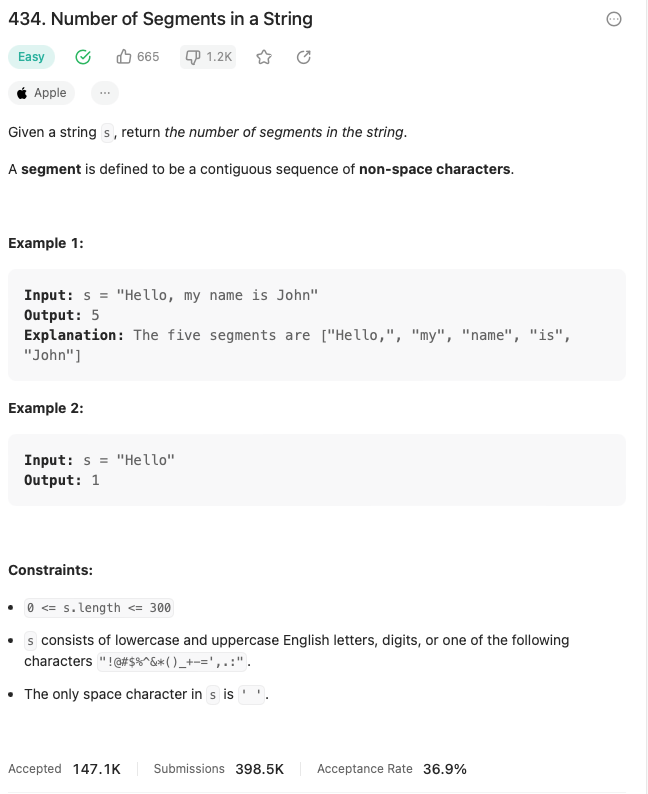 434. Number of Segments in a String
Easy 665 1.2K
Apple ...
Given a string s, return the number of segments in the string.
A segment is defined to be a contiguous sequence of non-space characters.
Example 1:
Input: s = "Hello, my name is John"
Output: 5
Explanation: The five segments are ["Hello,", "my", "name", "is",
"John"]
Example 2:
Input: s = "Hello"
Output: 1
Constraints:
• 0 <= s.length <= 300
• s consists of lowercase and uppercase English letters, digits, or one of the following
characters "!@#$%^&*()_+-=',.:".
• The only space character in s is ' '.
Accepted 147.1K Submissions 398.5K Acceptance Rate 36.9%